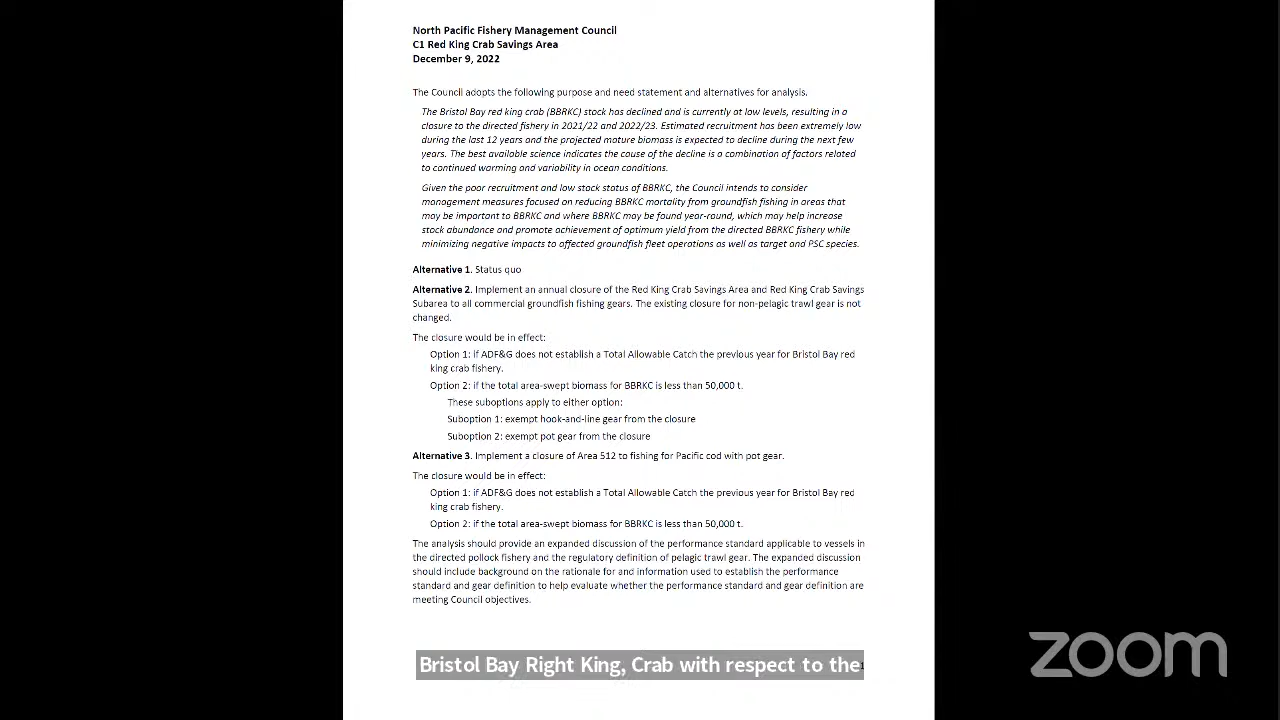 North Pacific Fishery Management Council
C1 Red King Crab Savings Area
December 9, 2022
The Council adopts the following purpose and need statement and alternatives for analysis.
The Bristol Bay red king crab (BBRKC) stock has declined and is currently at low levels, resulting in a
closure to the directed fishery in 2021/22 and 2022/23. Estimated recruitment has been extremely low
during the last 12 years and the projected mature biomass is expected to decline during the next few
years. The best available science indicates the cause of the decline is a combination of factors related
to continued warming and variability in ocean conditions.
Given the poor recruitment and low stock status of BBRKC, the Council intends to consider
management measures focused on reducing BBRKC mortality from groundfish fishing in areas that
may be important to BBRKC and where BBRKC may be found year-round, which may help increase
stock abundance and promote achievement of optimum yield from the directed BBRKC fishery while
minimizing negative impacts to affected groundfish fleet operations as well as target and PSC species.
Alternative 1. Status quo
Alternative 2. Implement an annual closure of the Red King Crab Savings Area and Red King Crab Savings
Subarea to all commercial groundfish fishing gears. The existing closure for non-pelagic trawl gear is not
changed.
The closure would be in effect:
Option 1: if ADF&G does not establish a Total Allowable Catch the previous year for Bristol Bay red
king crab fishery.
Option 2: if the total area-swept biomass for BBRKC is less than 50,000 t.
These suboptions apply to either option:
Suboption 1: exempt hook-and-line gear from the closure
Suboption 2: exempt pot gear from the closure
Alternative 3. Implement a closure of Area 512 to fishing for Pacific cod with pot gear.
The closure would be in effect:
Option 1: if ADF&G does not establish a Total Allowable Catch the previous year for Bristol Bay red
king crab fishery.
Option 2: if the total area-swept biomass for BBRKC is less than 50,000 t.
The analysis should provide an expanded discussion of the performance standard applicable to vessels in
the directed pollock fishery and the regulatory definition of pelagic trawl gear. The expanded discussion
should include background on the rationale for and information used to establish the performance
standard and gear definition to help evaluate whether the performance standard and gear definition are
meeting Council objectives.
Bristol Bay Right King, Crab with respect to the
1
zoom